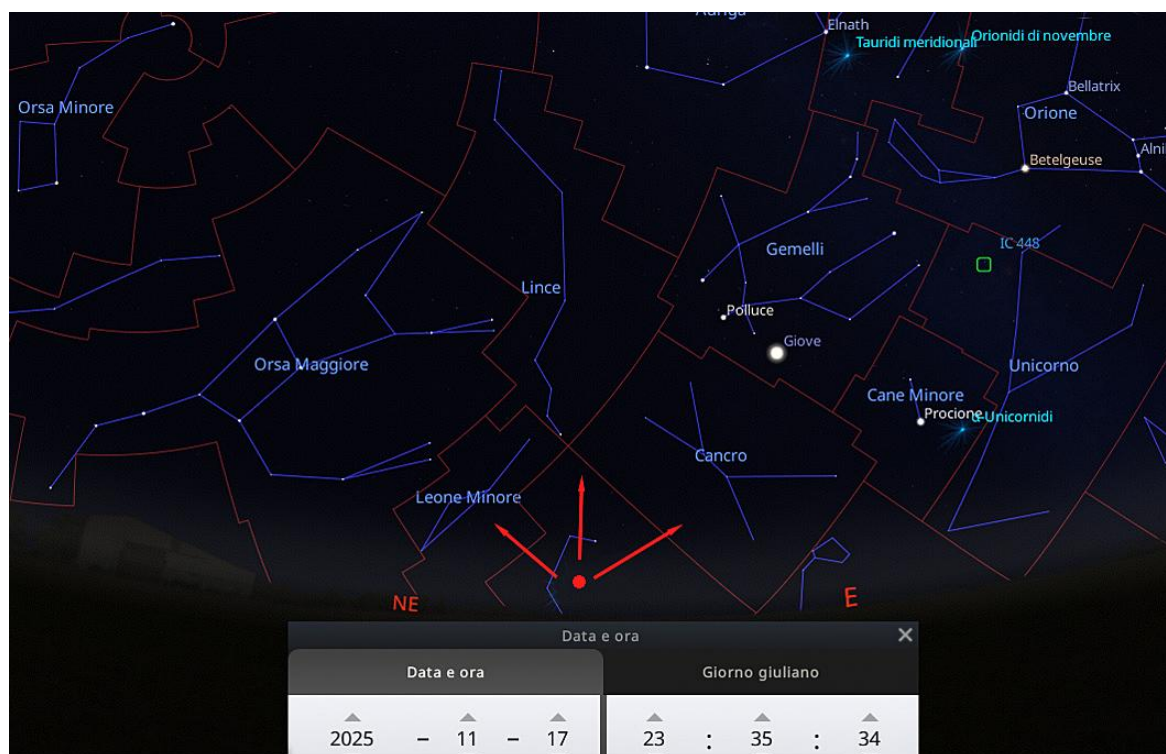 Auriga
Elnath
Tauridi meridionali
Orionidi di novembre
Orsa Minore
Bellatrix
Orione
Betelgeuse
IC 448
Gemelli
Lince
Polluce
Giove
Orsa Maggiore
Unicorno
Cane Minore
Procione
α-Unicornidi
Cancro
Leone Minore
NE
E
Data e ora
Data e ora
Giorno giuliano
2025 – 11 – 17
23 : 35 : 34